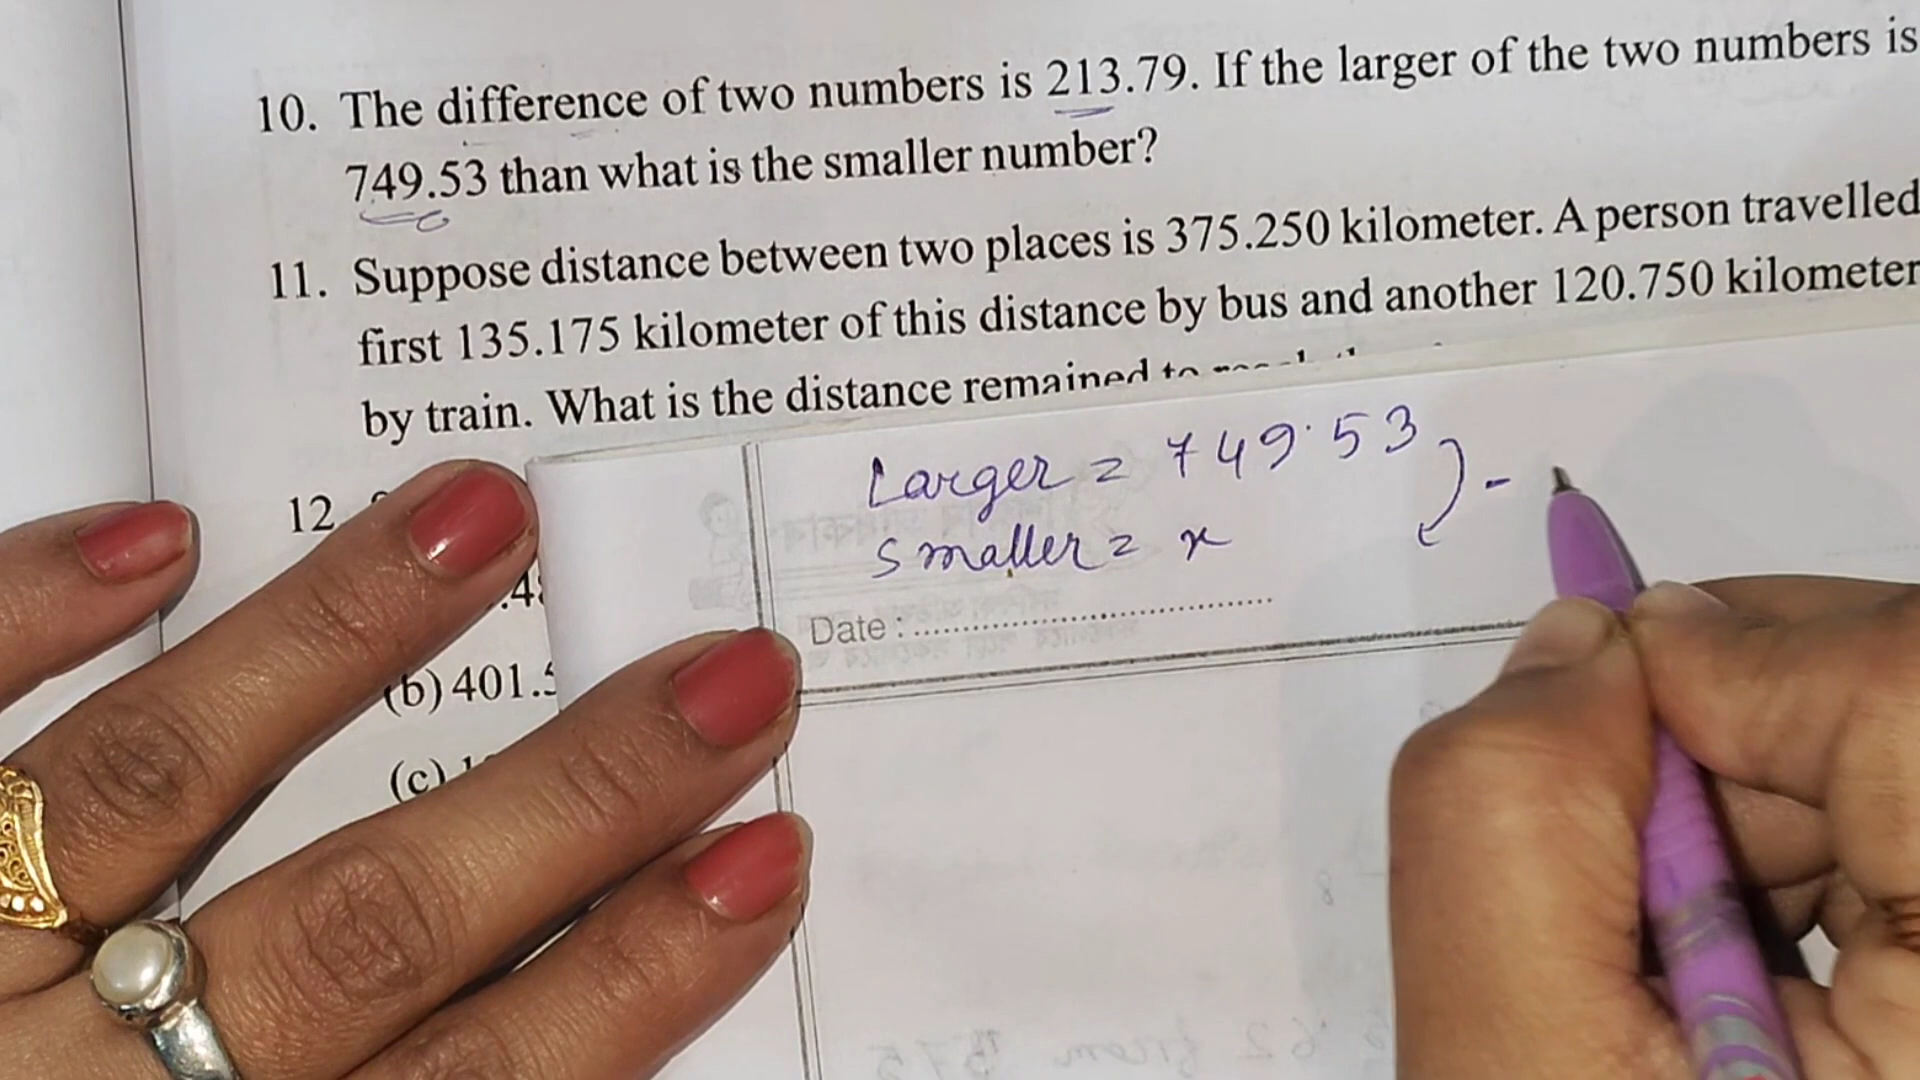 10. The difference of two numbers is 213.79. If the larger of the two numbers is
749.53 than what is the smaller number?
11. Suppose distance between two places is 375.250 kilometer. A person travelled
first 135.175 kilometer of this distance by bus and another 120.750 kilometer
by train. What is the distance remained to
Larger = 749.53
Smaller = x
) -
12
Date :
.4
(b) 401.5
(c)